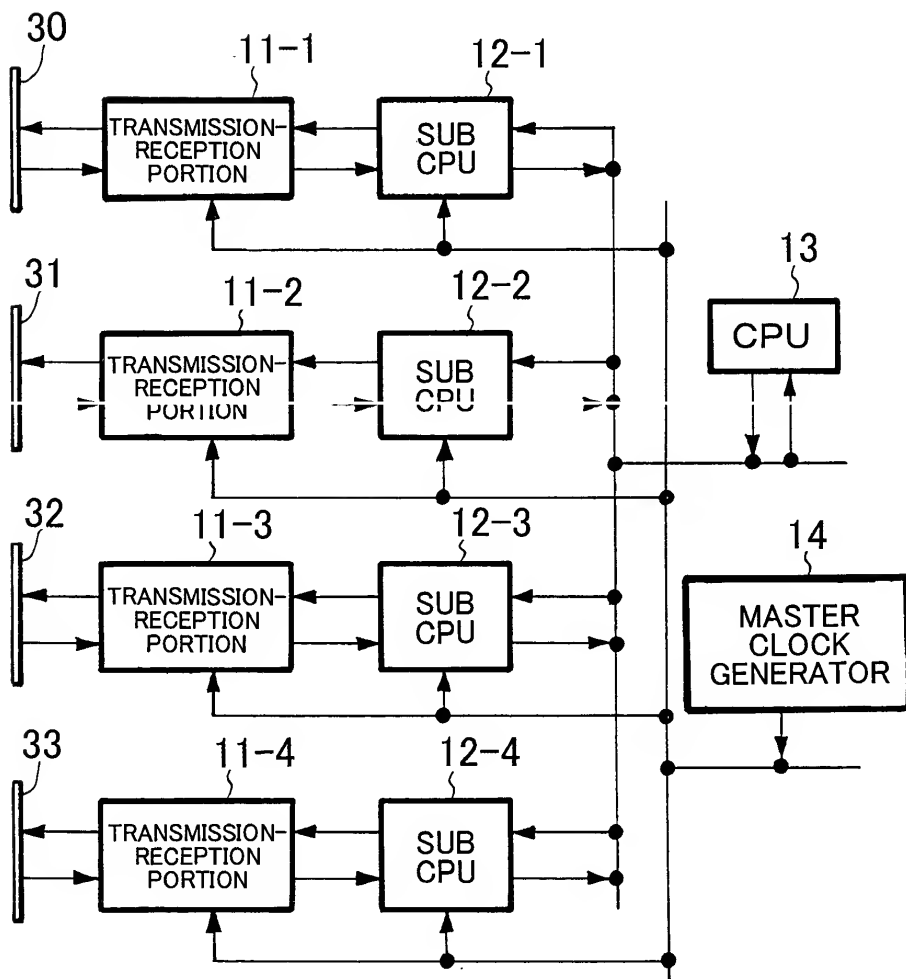 30
11-1
12-1
TRANSMISSION-
RECEPTION
PORTION
SUB
CPU
31
11-2
12-2
13
TRANSMISSION-
RECEPTION
PORTION
SUB
CPU
CPU
32
11-3
12-3
14
TRANSMISSION-
RECEPTION
PORTION
SUB
CPU
MASTER
CLOCK
GENERATOR
33
11-4
12-4
TRANSMISSION-
RECEPTION
PORTION
SUB
CPU